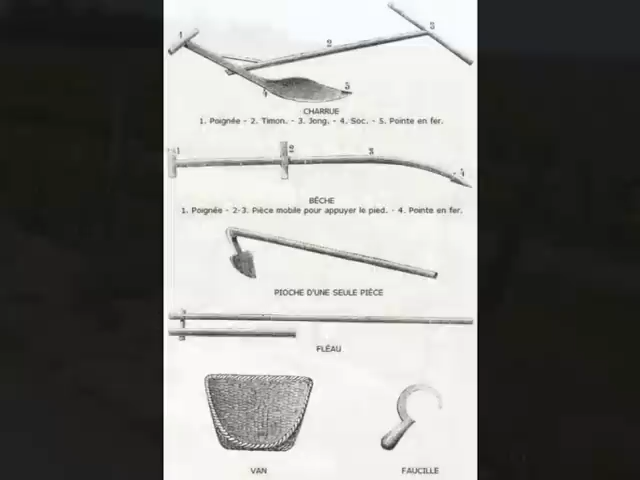 1
2
3
4
5
CHARRUE
1. Poignée - 2. Timon. - 3. Jong. - 4. Soc. - 5. Pointe en fer.
1
2
3
4
BÊCHE
1. Poignée - 2-3. Pièce mobile pour appuyer le pied. - 4. Pointe en fer.
PIOCHE D'UNE SEULE PIÈCE
FLÉAU
VAN
FAUCILLE